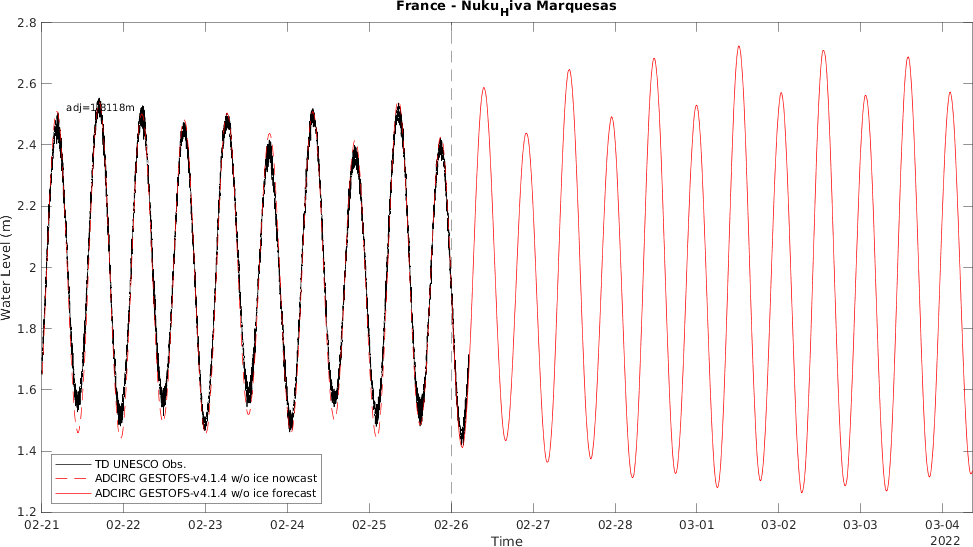 France - Nuku_Hiva Marquesas
2.8
2.6
adj=1.8118m
2.4
2.2
2
1.8
1.6
1.4
1.2
Water Level (m)
TD UNESCO Obs.
ADCIRC GESTOFS-v4.1.4 w/o ice nowcast
ADCIRC GESTOFS-v4.1.4 w/o ice forecast
02-21 02-22 02-23 02-24 02-25 02-26 02-27 02-28 03-01 03-02 03-03 03-04
Time
2022